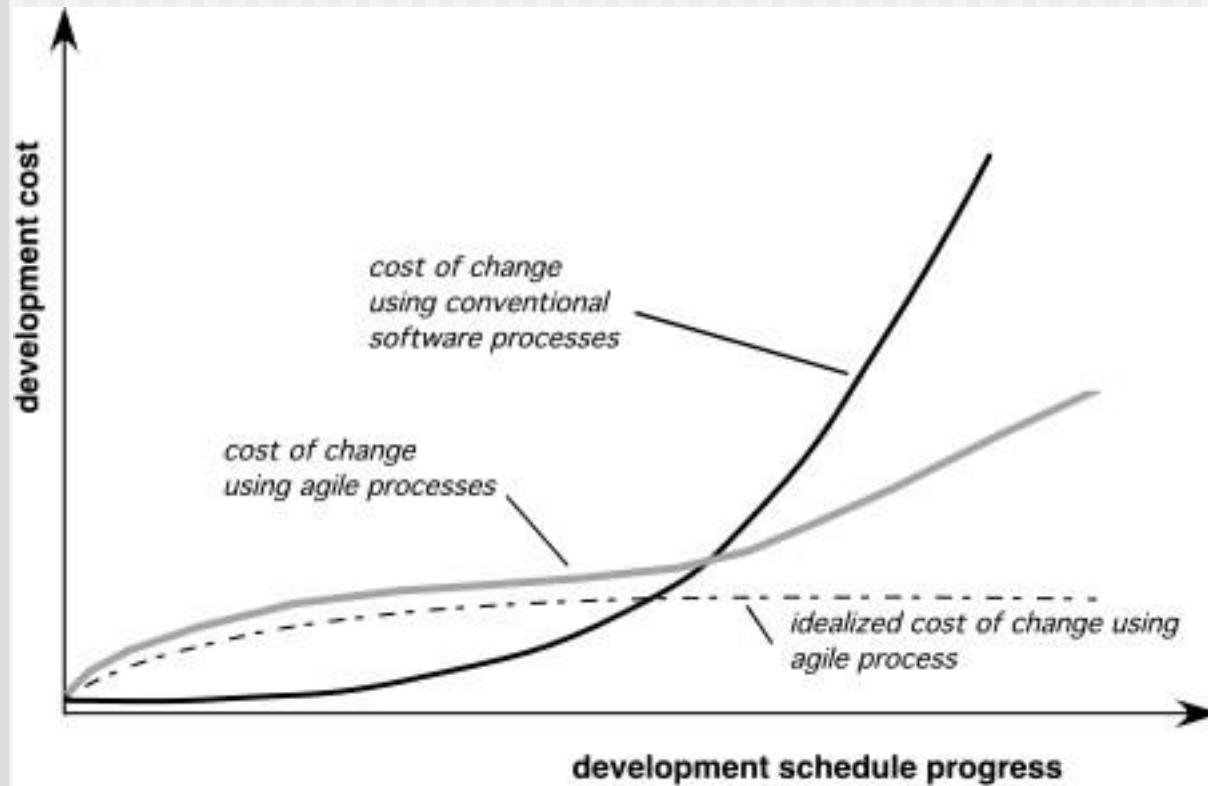 development cost
cost of change
using conventional
software processes
cost of change
using agile processes
idealized cost of change using
agile process
development schedule progress